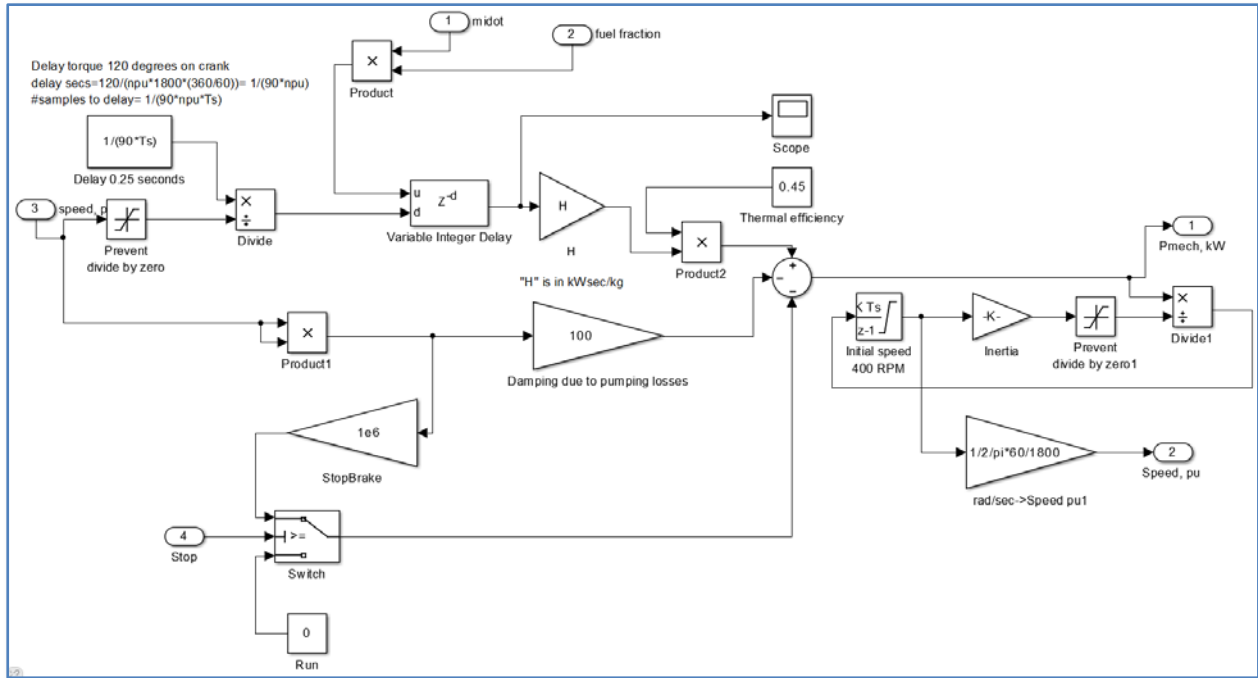 1
midot
2
fuel fraction
Delay torque 120 degrees on crank
delay secs=120/(npu*1800*(360/60))= 1/(90*npu)
#samples to delay= 1/(90*npu*Ts)
×
Product
1/(90*Ts)
Delay 0.25 seconds
Scope
3
speed, p
Prevent
divide by zero
×
÷
Divide
u
d
Z-d
Variable Integer Delay
H
H
0.45
Thermal efficiency
×
Product2
"H" is in kWsec/kg
+
−
−
1
Pmech, kW
×
Product1
100
Damping due to pumping losses
K Ts
z-1
Initial speed
400 RPM
-K-
Inertia
Prevent
divide by zero1
×
÷
Divide1
1e6
StopBrake
1/2/pi*60/1800
rad/sec->Speed pu1
2
Speed, pu
4
Stop
>=
Switch
0
Run